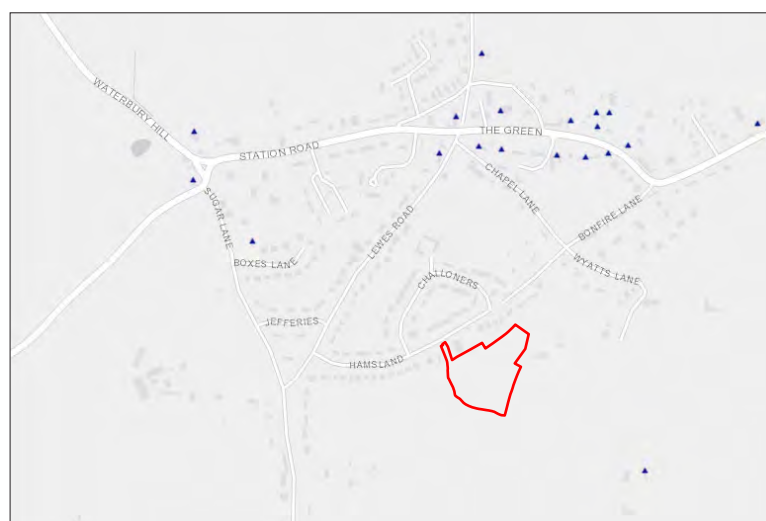 WATERBURY HILL
STATION ROAD
THE GREEN
SUGAR LANE
LEWES ROAD
CHAPEL LANE
BONFIRE LANE
BOXES LANE
WYATTS LANE
CHALLONERS
JEFFERIES
HAMSLAND